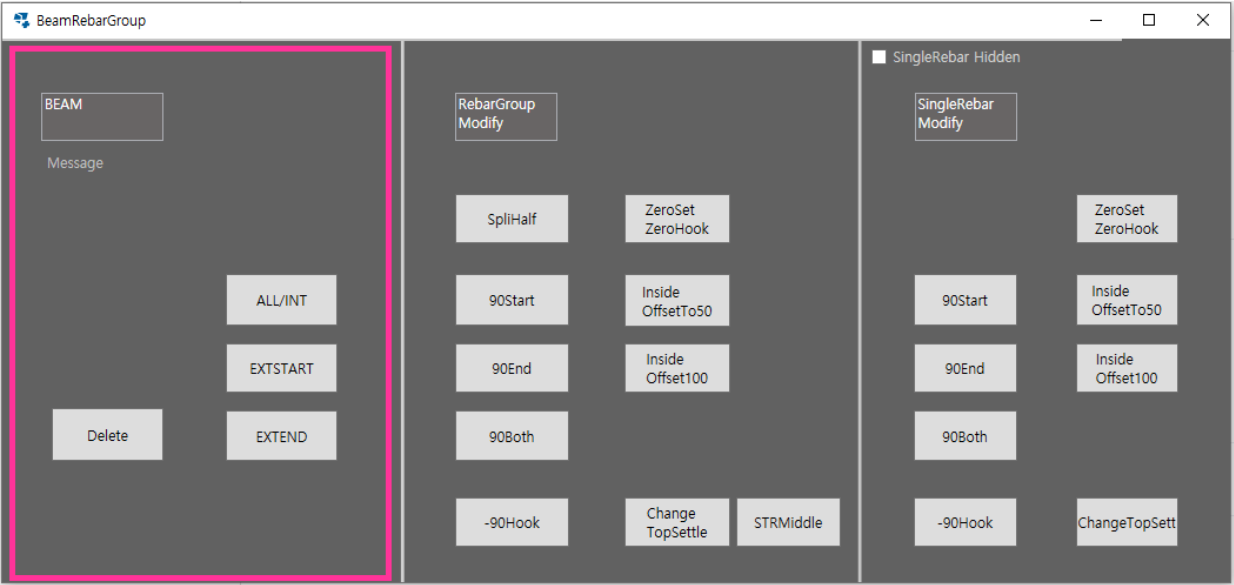 BeamRebarGroup
BEAM
Message
ALL/INT
EXTSTART
Delete
EXTEND
RebarGroup
Modify
SpliHalf
ZeroSet
ZeroHook
90Start
Inside
OffsetTo50
90End
Inside
Offset100
90Both
-90Hook
Change
TopSettle
STRMiddle
SingleRebar Hidden
SingleRebar
Modify
ZeroSet
ZeroHook
90Start
Inside
OffsetTo50
90End
Inside
Offset100
90Both
-90Hook
ChangeTopSett